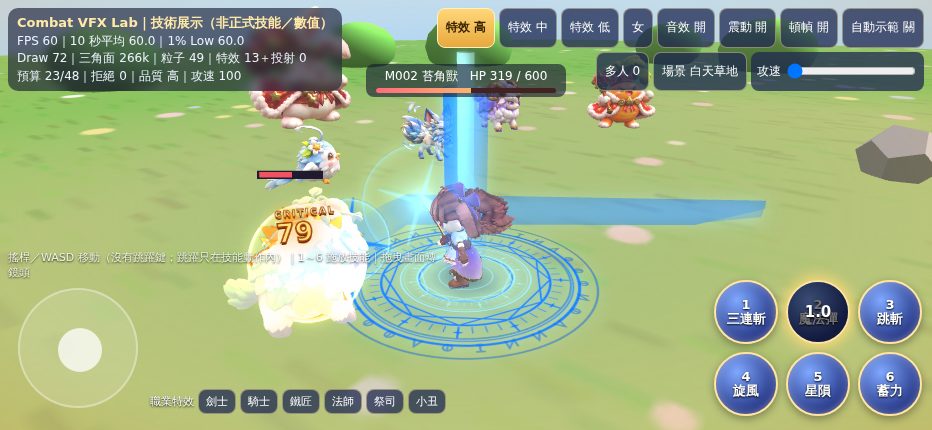 Combat VFX Lab｜技術展示（非正式技能／數值）
FPS 60｜10 秒平均 60.0｜1% Low 60.0
Draw 72｜三角面 266k｜粒子 49｜特效 13＋投射 0
預算 23/48｜拒絕 0｜品質 高｜攻速 100
特效 高
特效 中
特效 低
女
音效 開
震動 開
頓幀 開
自動示範 關
多人 0
場景 白天草地
攻速
M002 苔角獸 HP 319 / 600
CRITICAL
79
搖桿／WASD 移動（沒有跳躍鍵；跳躍只在技能動作內）｜1～6 施放技能｜拖曳畫面轉
鏡頭
1
三連斬
2
魔法彈
1.0
3
跳斬
4
旋風
5
星隕
6
蓄力
職業特效
劍士
騎士
鐵匠
法師
祭司
小丑